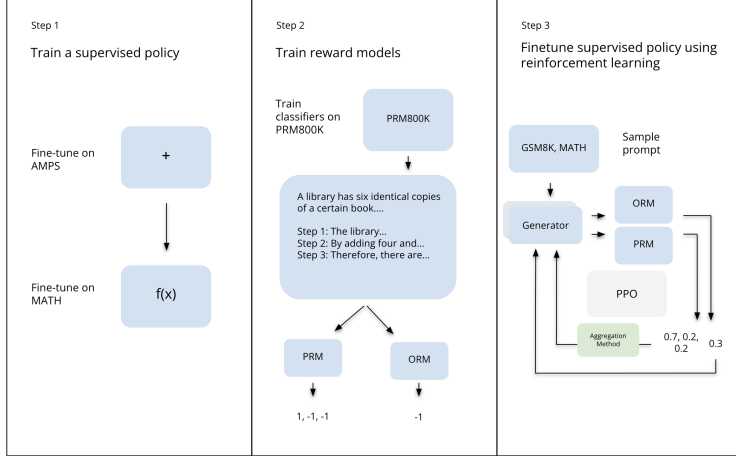 Step 1
Train a supervised policy
Fine-tune on
AMPS
+
Fine-tune on
MATH
f(x)
Step 2
Train reward models
Train
classifiers on
PRM800K
PRM800K
A library has six identical copies
of a certain book....
Step 1: The library...
Step 2: By adding four and...
Step 3: Therefore, there are...
PRM
ORM
1, -1, -1
-1
Step 3
Finetune supervised policy using
reinforcement learning
GSM8K, MATH
Sample
prompt
Generator
ORM
PRM
PPO
Aggregation
Method
0.7, 0.2,
0.2
0.3